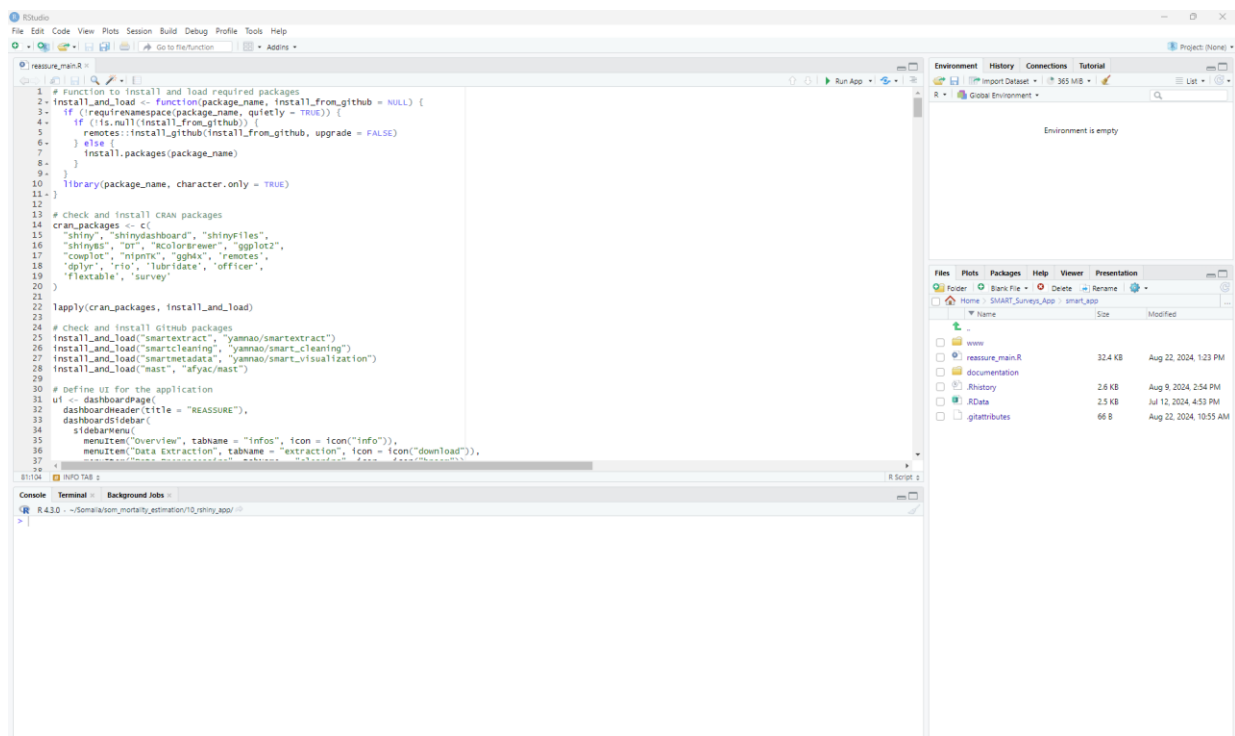 RStudio
File Edit Code View Plots Session Build Debug Profile Tools Help
Go to file/function Addins
Project: (None)
reassure_main.R
Run App
1 # Function to install and load required packages
2 install_and_load <- function(package_name, install_from_github = NULL) {
3 if (!requireNamespace(package_name, quietly = TRUE)) {
4 if (!is.null(install_from_github)) {
5 remotes::install_github(install_from_github, upgrade = FALSE)
6 } else {
7 install.packages(package_name)
8 }
9 }
10 library(package_name, character.only = TRUE)
11 }
12
13 # Check and install CRAN packages
14 cran_packages <- c(
15 "shiny", "shinydashboard", "shinyFiles",
16 "shinyBS", "DT", "RColorBrewer", "ggplot2",
17 "cowplot", "nipnTK", "ggh4x", 'remotes',
18 'dplyr', 'rio', 'lubridate', 'officer',
19 'flextable', 'survey'
20 )
21
22 lapply(cran_packages, install_and_load)
23
24 # Check and install GitHub packages
25 install_and_load("smartextract", "yamnao/smartextract")
26 install_and_load("smartcleaning", "yamnao/smart_cleaning")
27 install_and_load("smartmetadata", "yamnao/smart_visualization")
28 install_and_load("mast", "afyac/mast")
29
30 # Define UI for the application
31 ui <- dashboardPage(
32 dashboardHeader(title = "REASSURE"),
33 dashboardSidebar(
34 sidebarMenu(
35 menuItem("Overview", tabName = "infos", icon = icon("info")),
36 menuItem("Data Extraction", tabName = "extraction", icon = icon("download")),
37
38
81:104 INFO TAB R Script
Console Terminal Background Jobs
R 4.3.0 · ~/Somalia/som_mortality_estimation/10_rshiny_app/
>
Environment History Connections Tutorial
Import Dataset 365 MiB List
R Global Environment
Environment is empty
Files Plots Packages Help Viewer Presentation
Folder Blank File Delete Rename
Home SMART_Surveys_App smart_app
Name Size Modified
..
www
reassure_main.R 32.4 KB Aug 22, 2024, 1:23 PM
documentation
.Rhistory 2.6 KB Aug 9, 2024, 2:54 PM
.RData 2.5 KB Jul 12, 2024, 4:53 PM
.gitattributes 66 B Aug 22, 2024, 10:55 AM